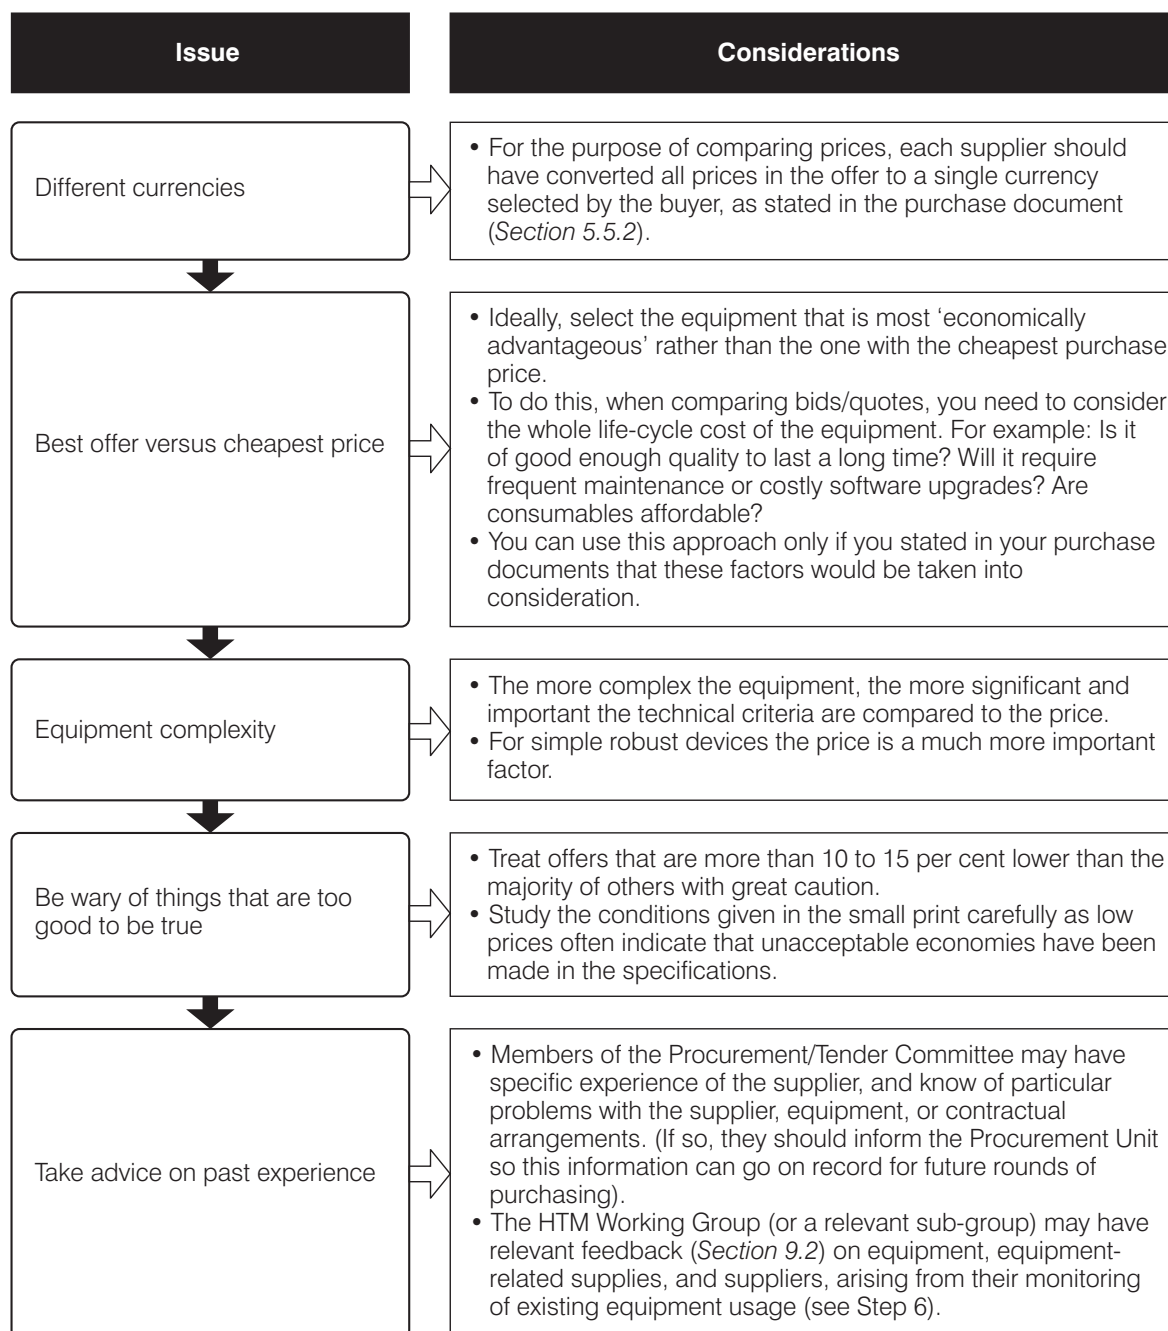 Issue
Considerations
Different currencies
• For the purpose of comparing prices, each supplier should
have converted all prices in the offer to a single currency
selected by the buyer, as stated in the purchase document
(Section 5.5.2).
Best offer versus cheapest price
• Ideally, select the equipment that is most ‘economically
advantageous’ rather than the one with the cheapest purchase
price.
• To do this, when comparing bids/quotes, you need to consider
the whole life-cycle cost of the equipment. For example: Is it
of good enough quality to last a long time? Will it require
frequent maintenance or costly software upgrades? Are
consumables affordable?
• You can use this approach only if you stated in your purchase
documents that these factors would be taken into
consideration.
Equipment complexity
• The more complex the equipment, the more significant and
important the technical criteria are compared to the price.
• For simple robust devices the price is a much more important
factor.
Be wary of things that are too
good to be true
• Treat offers that are more than 10 to 15 per cent lower than the
majority of others with great caution.
• Study the conditions given in the small print carefully as low
prices often indicate that unacceptable economies have been
made in the specifications.
Take advice on past experience
• Members of the Procurement/Tender Committee may have
specific experience of the supplier, and know of particular
problems with the supplier, equipment, or contractual
arrangements. (If so, they should inform the Procurement Unit
so this information can go on record for future rounds of
purchasing).
• The HTM Working Group (or a relevant sub-group) may have
relevant feedback (Section 9.2) on equipment, equipment-
related supplies, and suppliers, arising from their monitoring
of existing equipment usage (see Step 6).